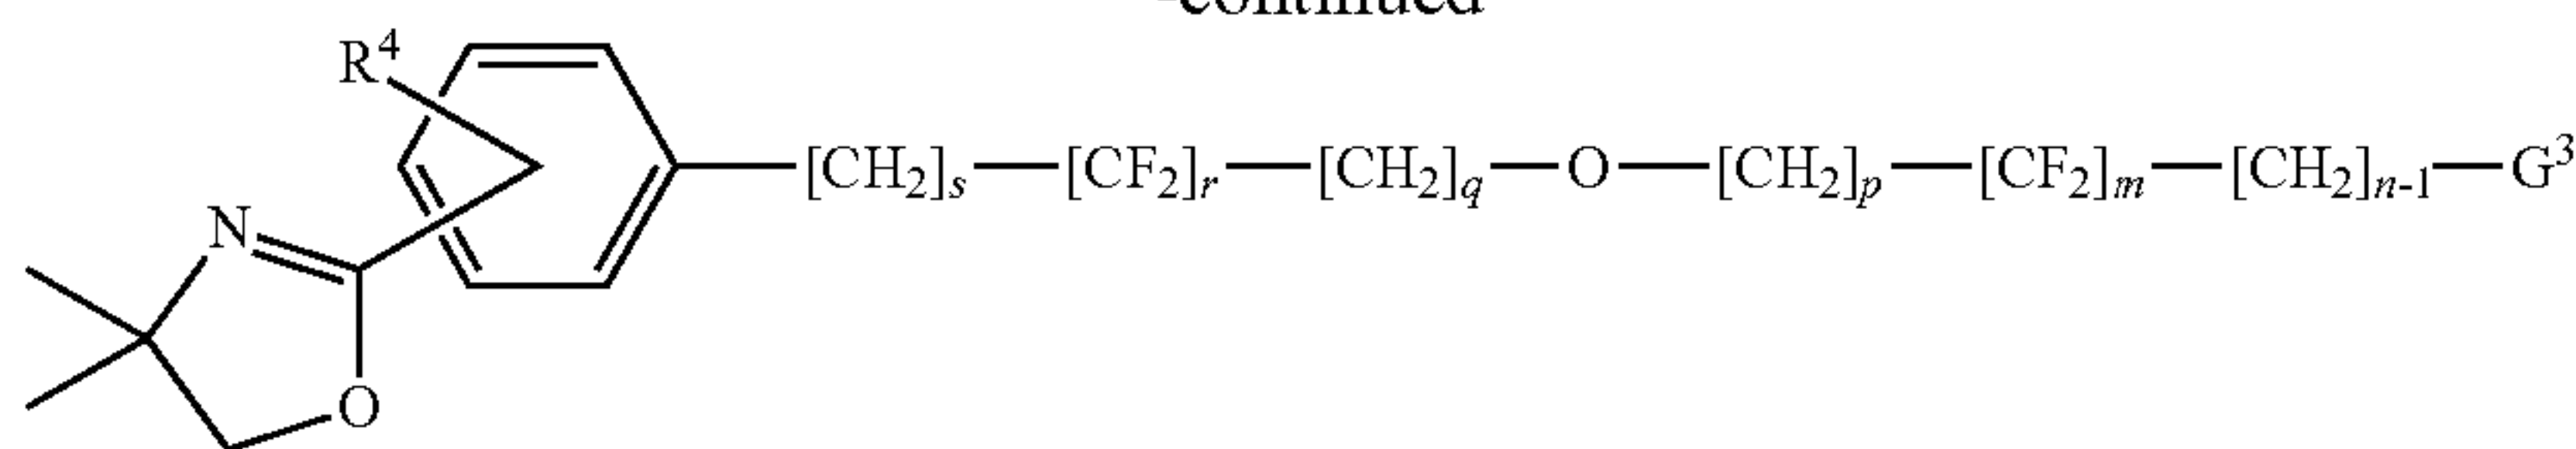 -continued
R⁴
[CH₂]ₛ—[CF₂]ᵣ—[CH₂]q—O—[CH₂]ₚ—[CF₂]ₘ—[CH₂]ₙ₋₁—G³
N
O